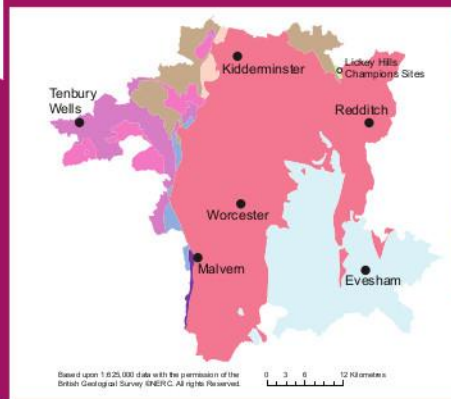 Lickey Hills
Champions Sites
Kidderminster
Tenbury
Wells
Redditch
Worcester
Malvern
Evesham
Based upon 1:625,000 data with the permission of the
British Geological Survey ©NERC. All rights Reserved.
0 3 6 12 Kilometres